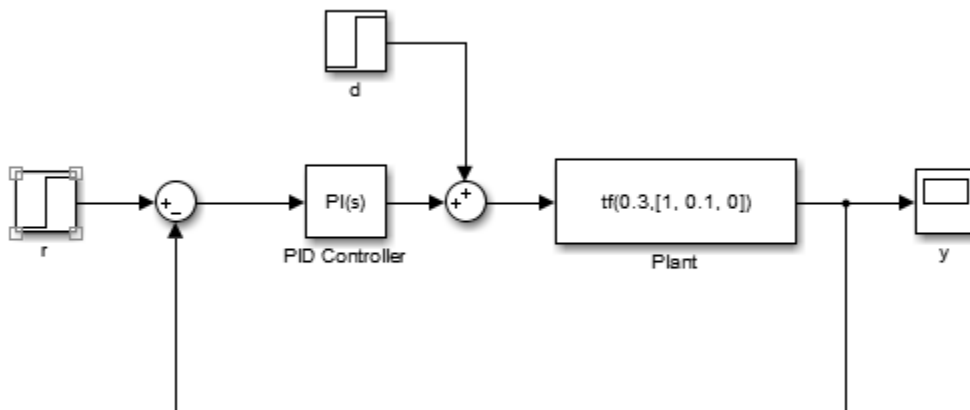 d
r
PI(s)
PID Controller
tf(0.3,[1, 0.1, 0])
Plant
y